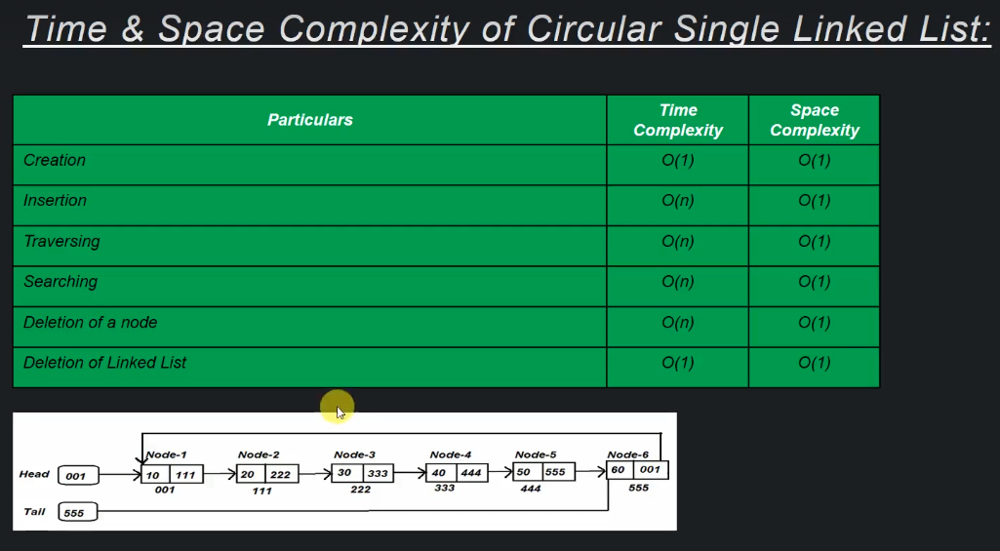 Time & Space Complexity of Circular Single Linked List:
Particulars Time Complexity Space Complexity
Creation O(1) O(1)
Insertion O(n) O(1)
Traversing O(n) O(1)
Searching O(n) O(1)
Deletion of a node O(n) O(1)
Deletion of Linked List O(1) O(1)
Node-1 Node-2 Node-3 Node-4 Node-5 Node-6
Head 001 10 111 20 222 30 333 40 444 50 555 60 001
001 111 222 333 444 555
Tail 555